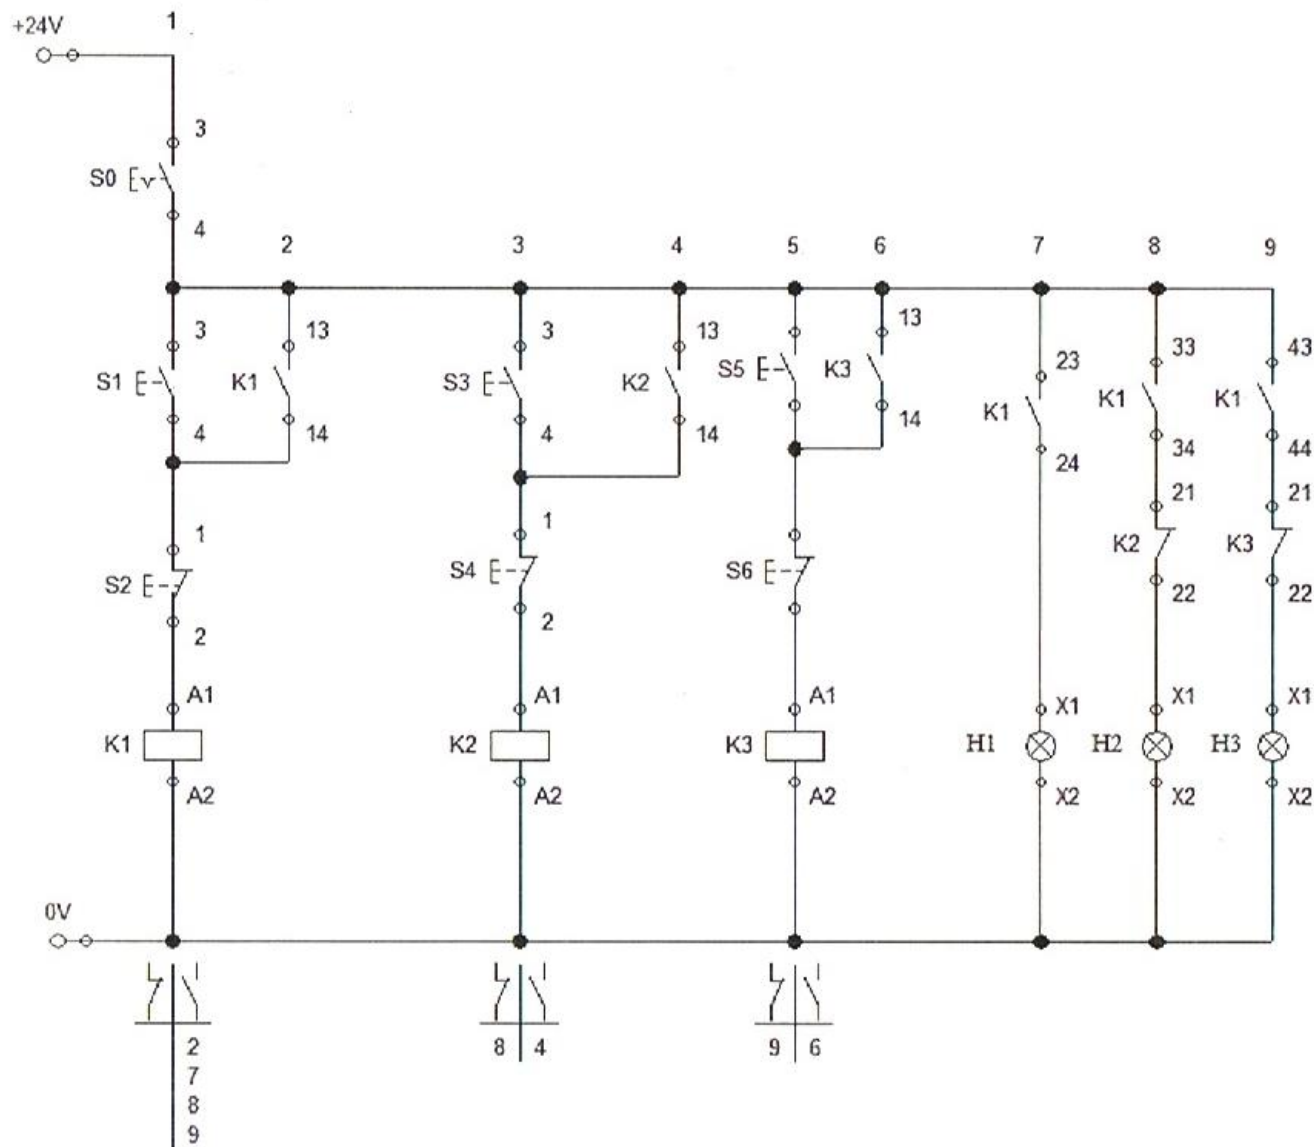 1
+24V
3
S0
4
2 3 4 5 6 7 8 9
3 13 3 13 13 23 33 43
S1 K1 S3 K2 S5 K3 K1 K1 K1
4 14 4 14 14 24 34 44
21 21
1 1
K2 K3
S2 S4 S6
22 22
2 2
A1 A1 A1 X1 X1 X1
K1 K2 K3 H1 H2 H3
A2 A2 A2 X2 X2 X2
0V
2 8 4 9 6
7
8
9